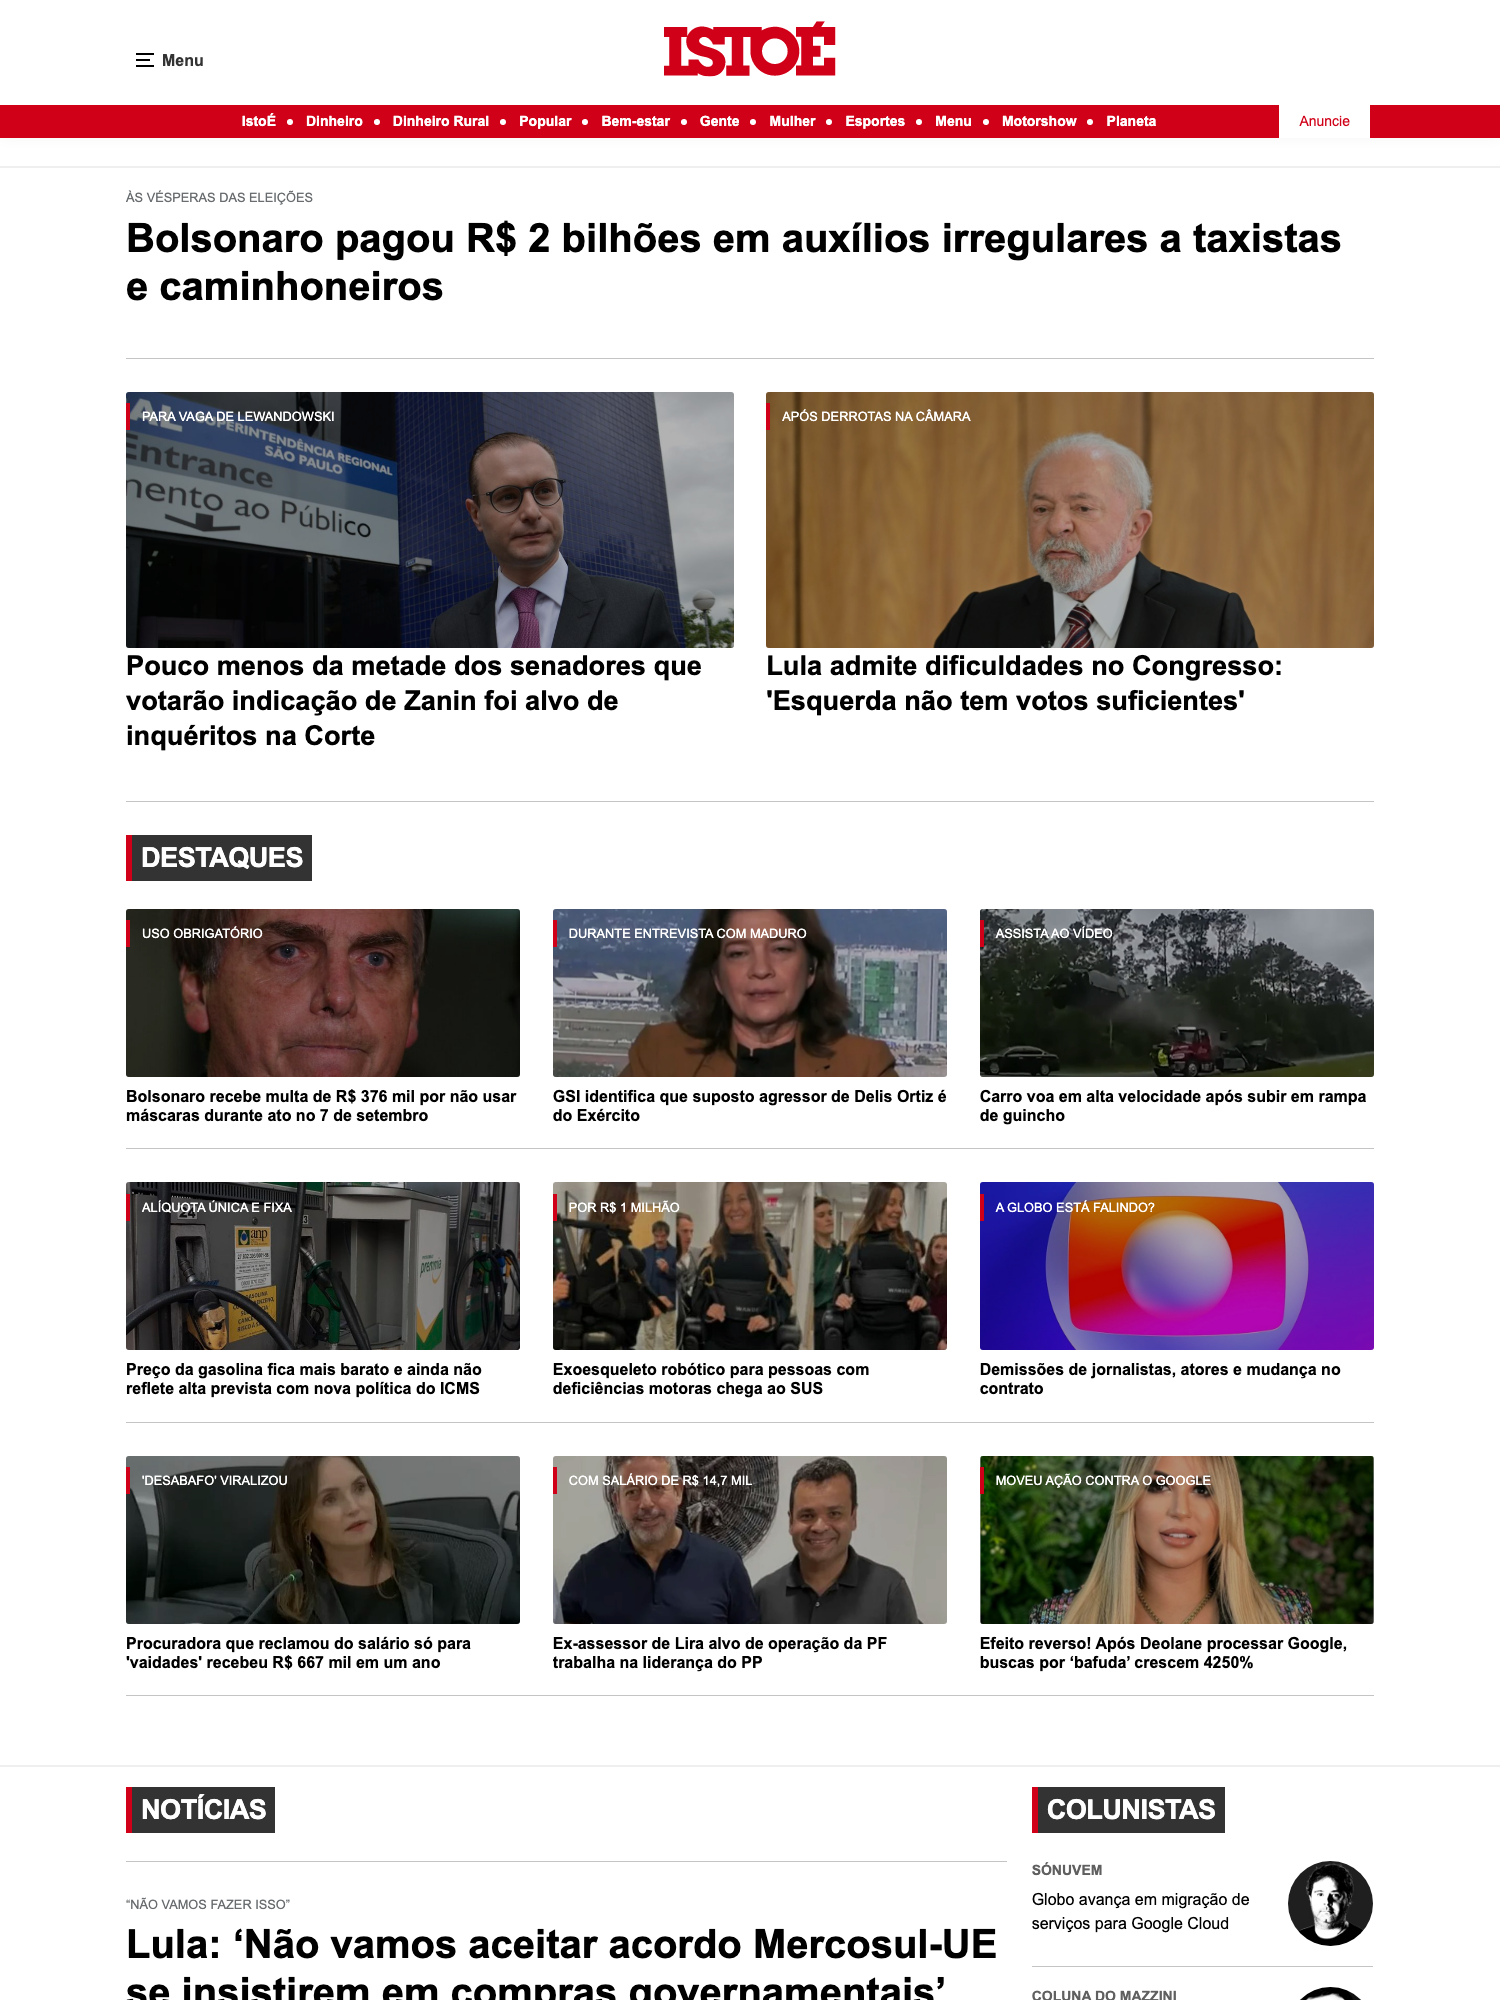 Menu
ISTOÉ
IstoÉ • Dinheiro • Dinheiro Rural • Popular • Bem-estar • Gente • Mulher • Esportes • Menu • Motorshow • Planeta
Anuncie
ÀS VÉSPERAS DAS ELEIÇÕES
Bolsonaro pagou R$ 2 bilhões em auxílios irregulares a taxistas
e caminhoneiros
PARA VAGA DE LEWANDOWSKI
SUPERINTENDÊNCIA REGIONAL
SÃO PAULO
Entrance
mento ao Público
Pouco menos da metade dos senadores que
votarão indicação de Zanin foi alvo de
inquéritos na Corte
APÓS DERROTAS NA CÂMARA
Lula admite dificuldades no Congresso:
'Esquerda não tem votos suficientes'
DESTAQUES
USO OBRIGATÓRIO
Bolsonaro recebe multa de R$ 376 mil por não usar
máscaras durante ato no 7 de setembro
DURANTE ENTREVISTA COM MADURO
GSI identifica que suposto agressor de Delis Ortiz é
do Exército
ASSISTA AO VÍDEO
Carro voa em alta velocidade após subir em rampa
de guincho
ALÍQUOTA ÚNICA E FIXA
24
3
anp
premmia
Preço da gasolina fica mais barato e ainda não
reflete alta prevista com nova política do ICMS
POR R$ 1 MILHÃO
Exoesqueleto robótico para pessoas com
deficiências motoras chega ao SUS
A GLOBO ESTÁ FALINDO?
Demissões de jornalistas, atores e mudança no
contrato
'DESABAFO' VIRALIZOU
Procuradora que reclamou do salário só para
'vaidades' recebeu R$ 667 mil em um ano
COM SALÁRIO DE R$ 14,7 MIL
Ex-assessor de Lira alvo de operação da PF
trabalha na liderança do PP
MOVEU AÇÃO CONTRA O GOOGLE
Efeito reverso! Após Deolane processar Google,
buscas por ‘bafuda’ crescem 4250%
NOTÍCIAS
“NÃO VAMOS FAZER ISSO”
Lula: ‘Não vamos aceitar acordo Mercosul-UE
se insistirem em compras governamentais’
COLUNISTAS
SÓNUVEM
Globo avança em migração de
serviços para Google Cloud
COLUNA DO MAZZINI